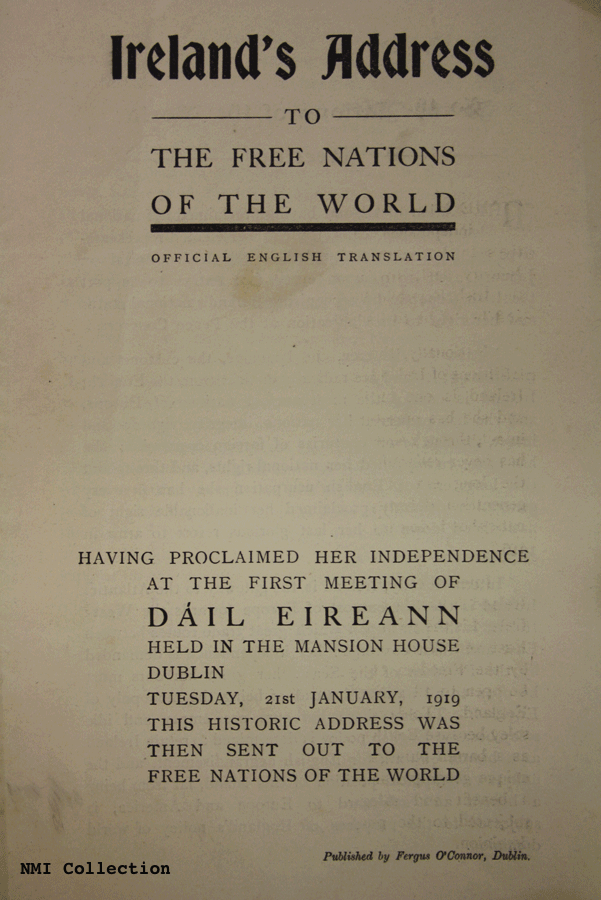 Ireland's Address
TO
THE FREE NATIONS
OF THE WORLD
OFFICIAL ENGLISH TRANSLATION
HAVING PROCLAIMED HER INDEPENDENCE
AT THE FIRST MEETING OF
DÁIL EIREANN
HELD IN THE MANSION HOUSE
DUBLIN
TUESDAY, 21st JANUARY, 1919
THIS HISTORIC ADDRESS WAS
THEN SENT OUT TO THE
FREE NATIONS OF THE WORLD
Published by Fergus O'Connor, Dublin.
NMI Collection